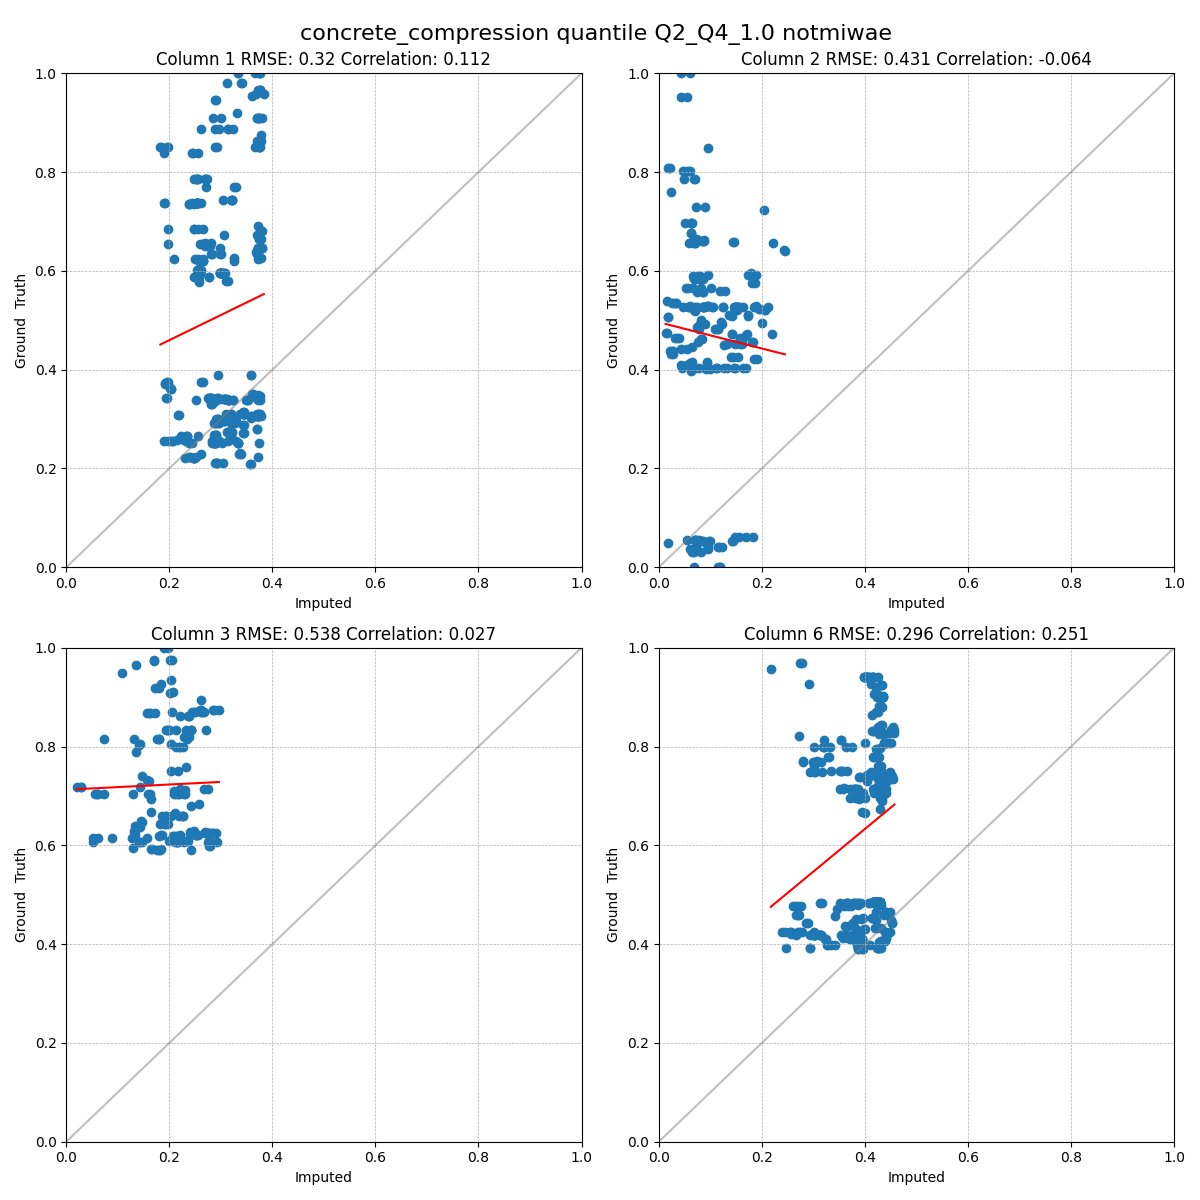 concrete_compression quantile Q2_Q4_1.0 notmiwae
Column 1 RMSE: 0.32 Correlation: 0.112
1.0
0.8
0.6
0.4
0.2
0.0
Ground Truth
0.0 0.2 0.4 0.6 0.8 1.0
Imputed
Column 2 RMSE: 0.431 Correlation: -0.064
1.0
0.8
0.6
0.4
0.2
0.0
Ground Truth
0.0 0.2 0.4 0.6 0.8 1.0
Imputed
Column 3 RMSE: 0.538 Correlation: 0.027
1.0
0.8
0.6
0.4
0.2
0.0
Ground Truth
0.0 0.2 0.4 0.6 0.8 1.0
Imputed
Column 6 RMSE: 0.296 Correlation: 0.251
1.0
0.8
0.6
0.4
0.2
0.0
Ground Truth
0.0 0.2 0.4 0.6 0.8 1.0
Imputed